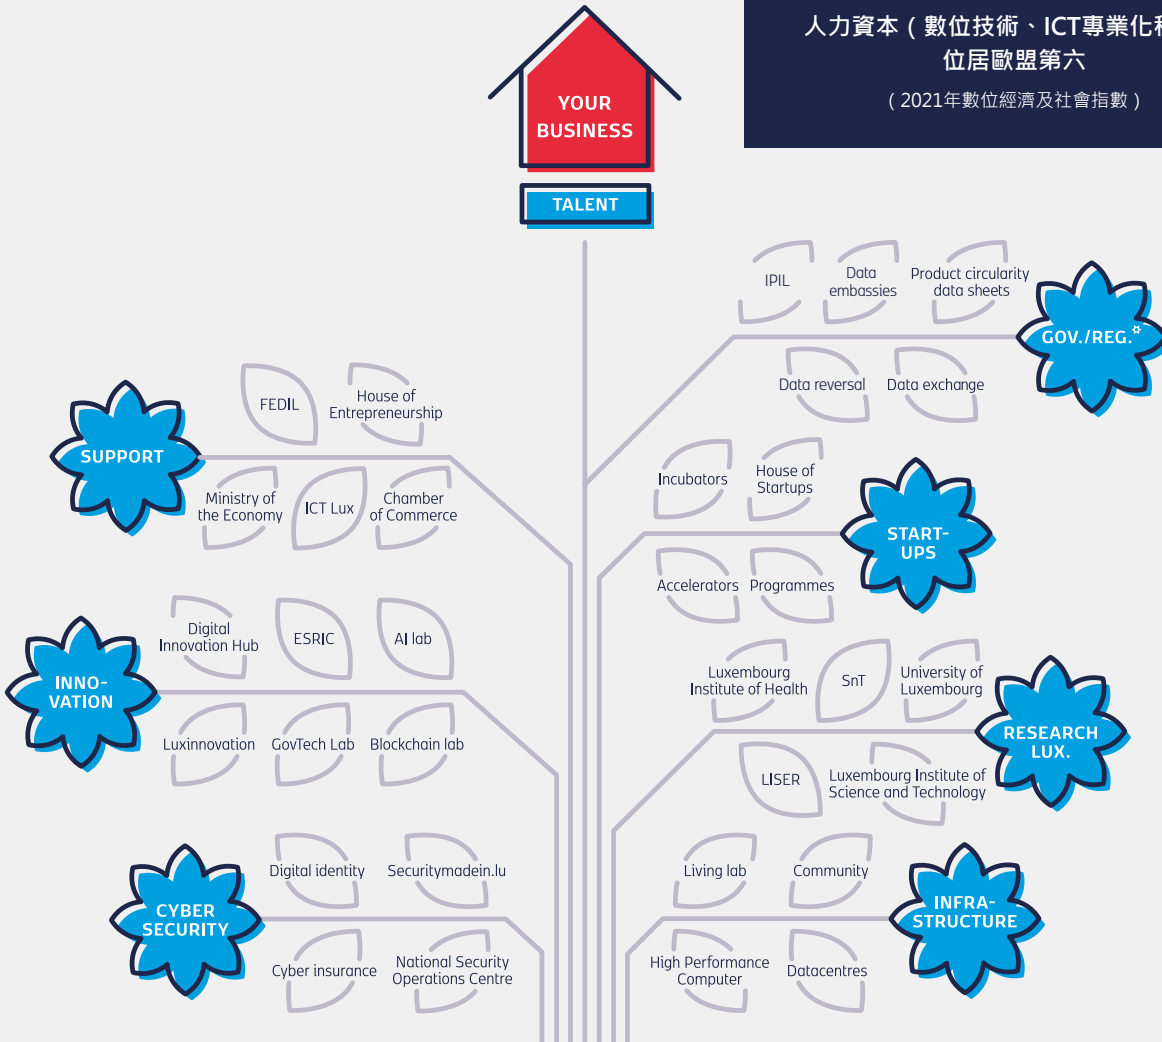 人力資本（數位技術、ICT專業化
位居歐盟第六
（2021年數位經濟及社會指數）
YOUR
BUSINESS
TALENT
IPIL
Data
embassies
Product circularity
data sheets
GOV./REG.*
Data reversal
Data exchange
FEDIL
House of
Entrepreneurship
SUPPORT
Ministry of
the Economy
ICT Lux
Chamber
of Commerce
Incubators
House of
Startups
START-
UPS
Accelerators
Programmes
Digital
Innovation Hub
ESRIC
AI lab
INNO-
VATION
Luxinnovation
GovTech Lab
Blockchain lab
Luxembourg
Institute of Health
SnT
University of
Luxembourg
RESEARCH
LUX.
LISER
Luxembourg Institute of
Science and Technology
Digital identity
Securitymadein.lu
CYBER
SECURITY
Cyber insurance
National Security
Operations Centre
Living lab
Community
INFRA-
STRUCTURE
High Performance
Computer
Datacentres